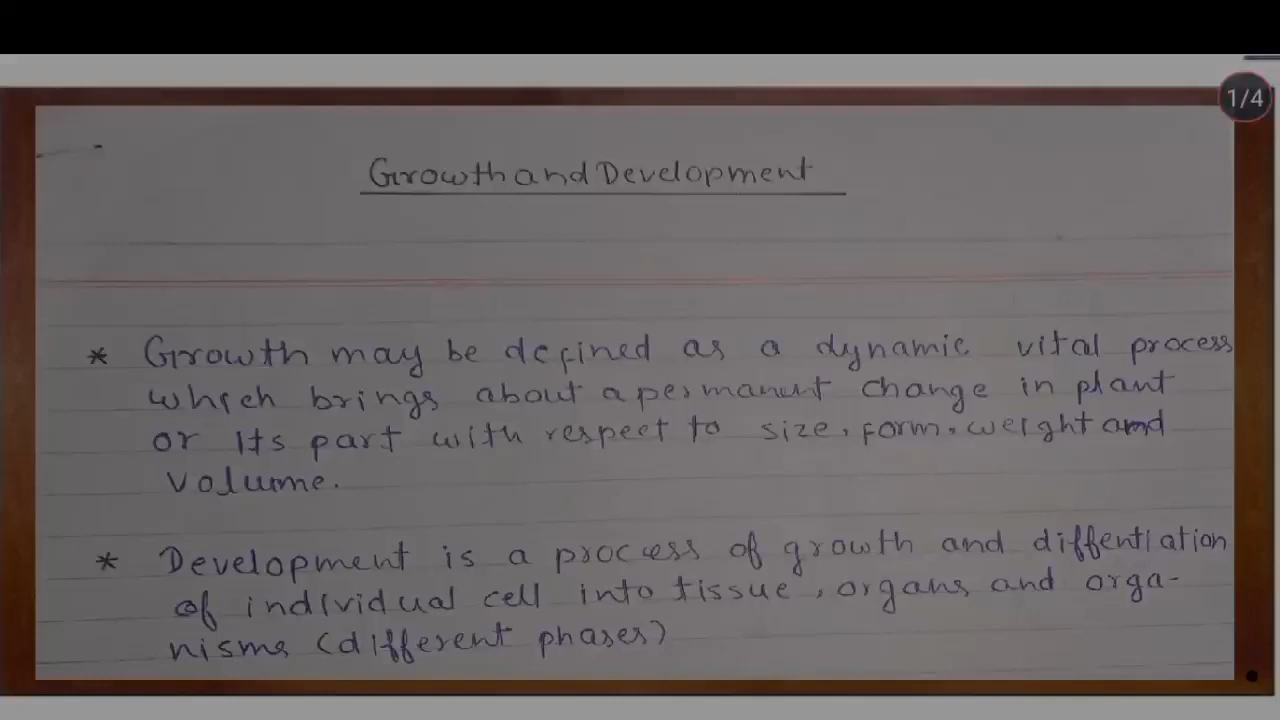 1/4
Growth and Development
* Growth may be defined as a dynamic vital process
which brings about a permanent change in plant
or its part with respect to size, form, weight and
volume.
* Development is a process of growth and diffentiation
of individual cell into tissue, organs and orga-
nisms (different phases)